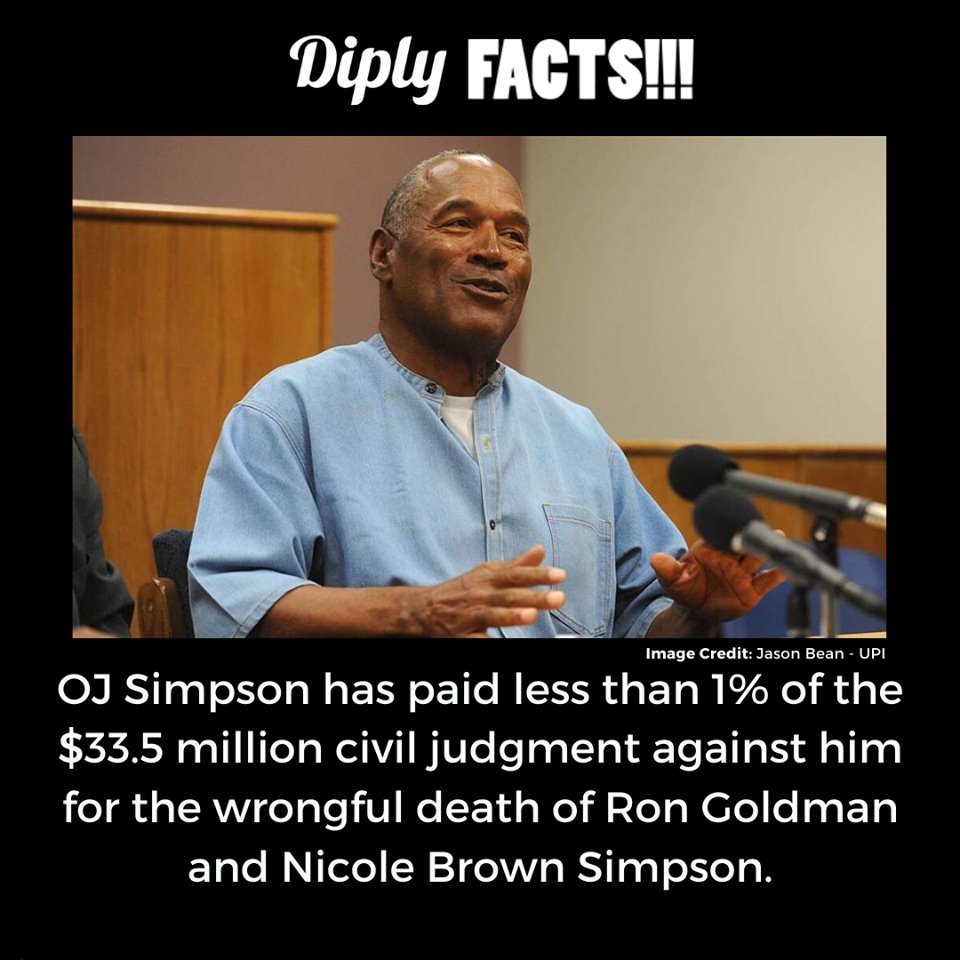 Diply FACTS!!!
Image Credit: Jason Bean - UPI
OJ Simpson has paid less than 1% of the
$33.5 million civil judgment against him
for the wrongful death of Ron Goldman
and Nicole Brown Simpson.